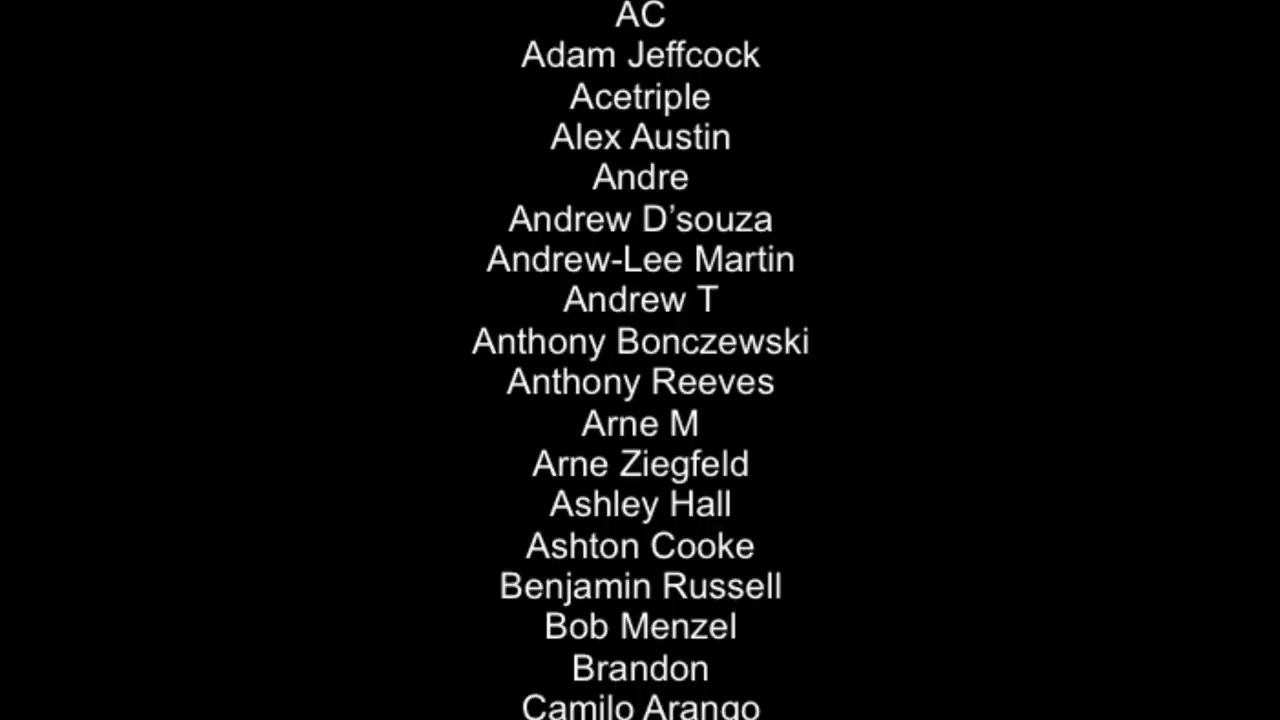 AC
Adam Jeffcock
Acetriple
Alex Austin
Andre
Andrew D’souza
Andrew-Lee Martin
Andrew T
Anthony Bonczewski
Anthony Reeves
Arne M
Arne Ziegfeld
Ashley Hall
Ashton Cooke
Benjamin Russell
Bob Menzel
Brandon
Camilo Arango